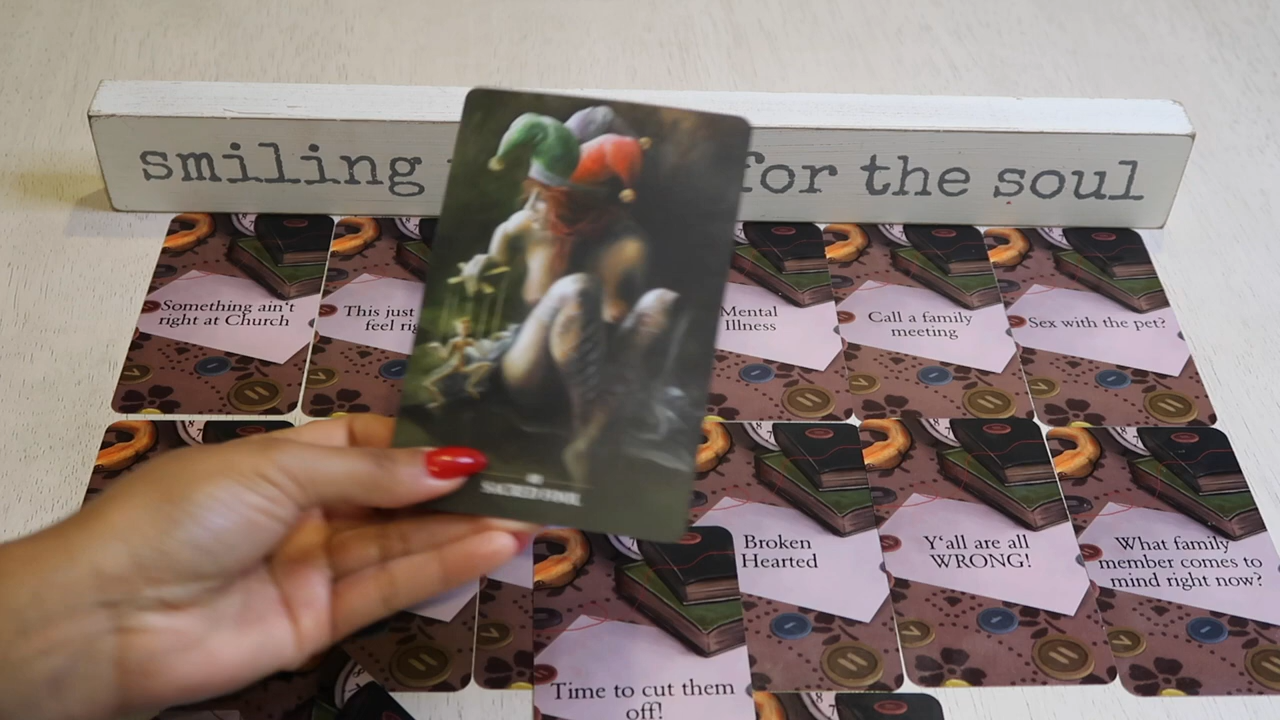 smiling
for the soul
Something ain't
right at Church
This just
feel
Mental
Illness
Call a family
meeting
Sex with the pet?
Broken
Hearted
Y'all are all
WRONG!
What family
member comes to
mind right now?
Time to cut them
off!